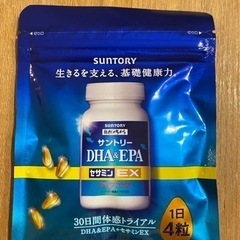 SUNTORY
生きるを支える、基礎健康力。
SUNTORY
サントリー
DHA&EPA
セサミンEX
1日
4粒
30日間体感トライアル
DHA&EPA+セサミンEX